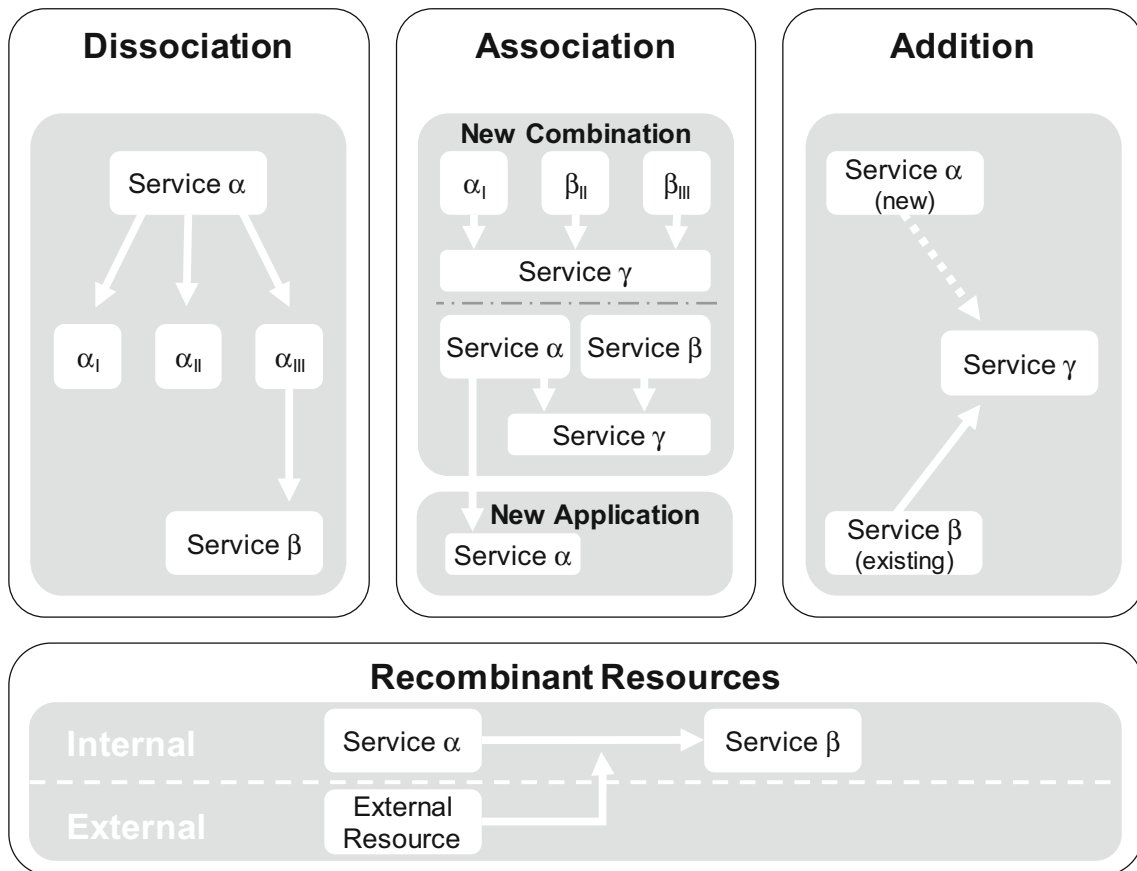 Dissociation
Service α
αI
αII
αIII
Service β
Association
New Combination
αI
βII
βIII
Service γ
Service α
Service β
Service γ
New Application
Service α
Addition
Service α
(new)
Service γ
Service β
(existing)
Recombinant Resources
Internal
Service α
Service β
External
External
Resource